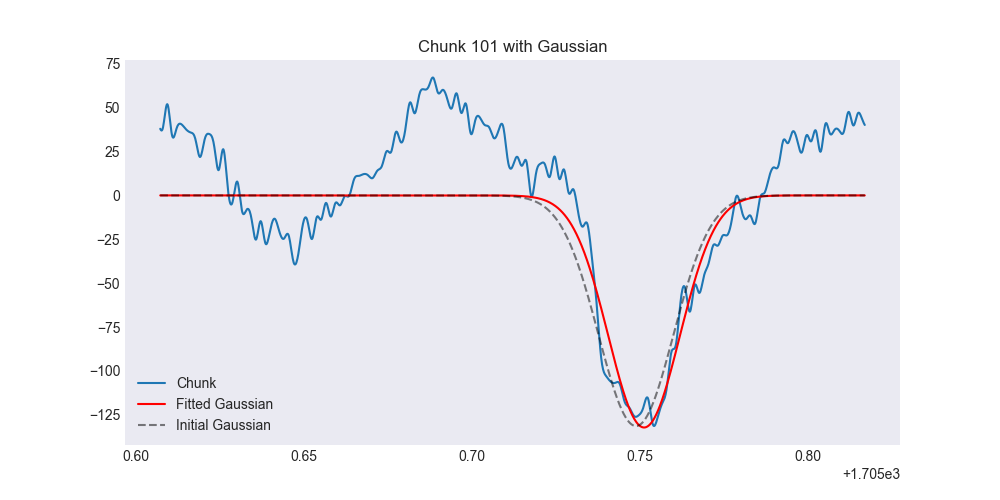 Chunk 101 with Gaussian
75
50
25
0
−25
−50
−75
−100
−125
Chunk
Fitted Gaussian
Initial Gaussian
0.60 0.65 0.70 0.75 0.80
+1.705e3